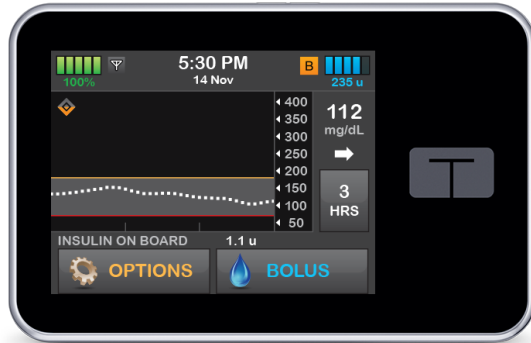 5:30 PM
B
100%
14 Nov
235 u
400
350
300
250
200
150
100
50
112
mg/dL
3
HRS
INSULIN ON BOARD 1.1 u
OPTIONS
BOLUS
T